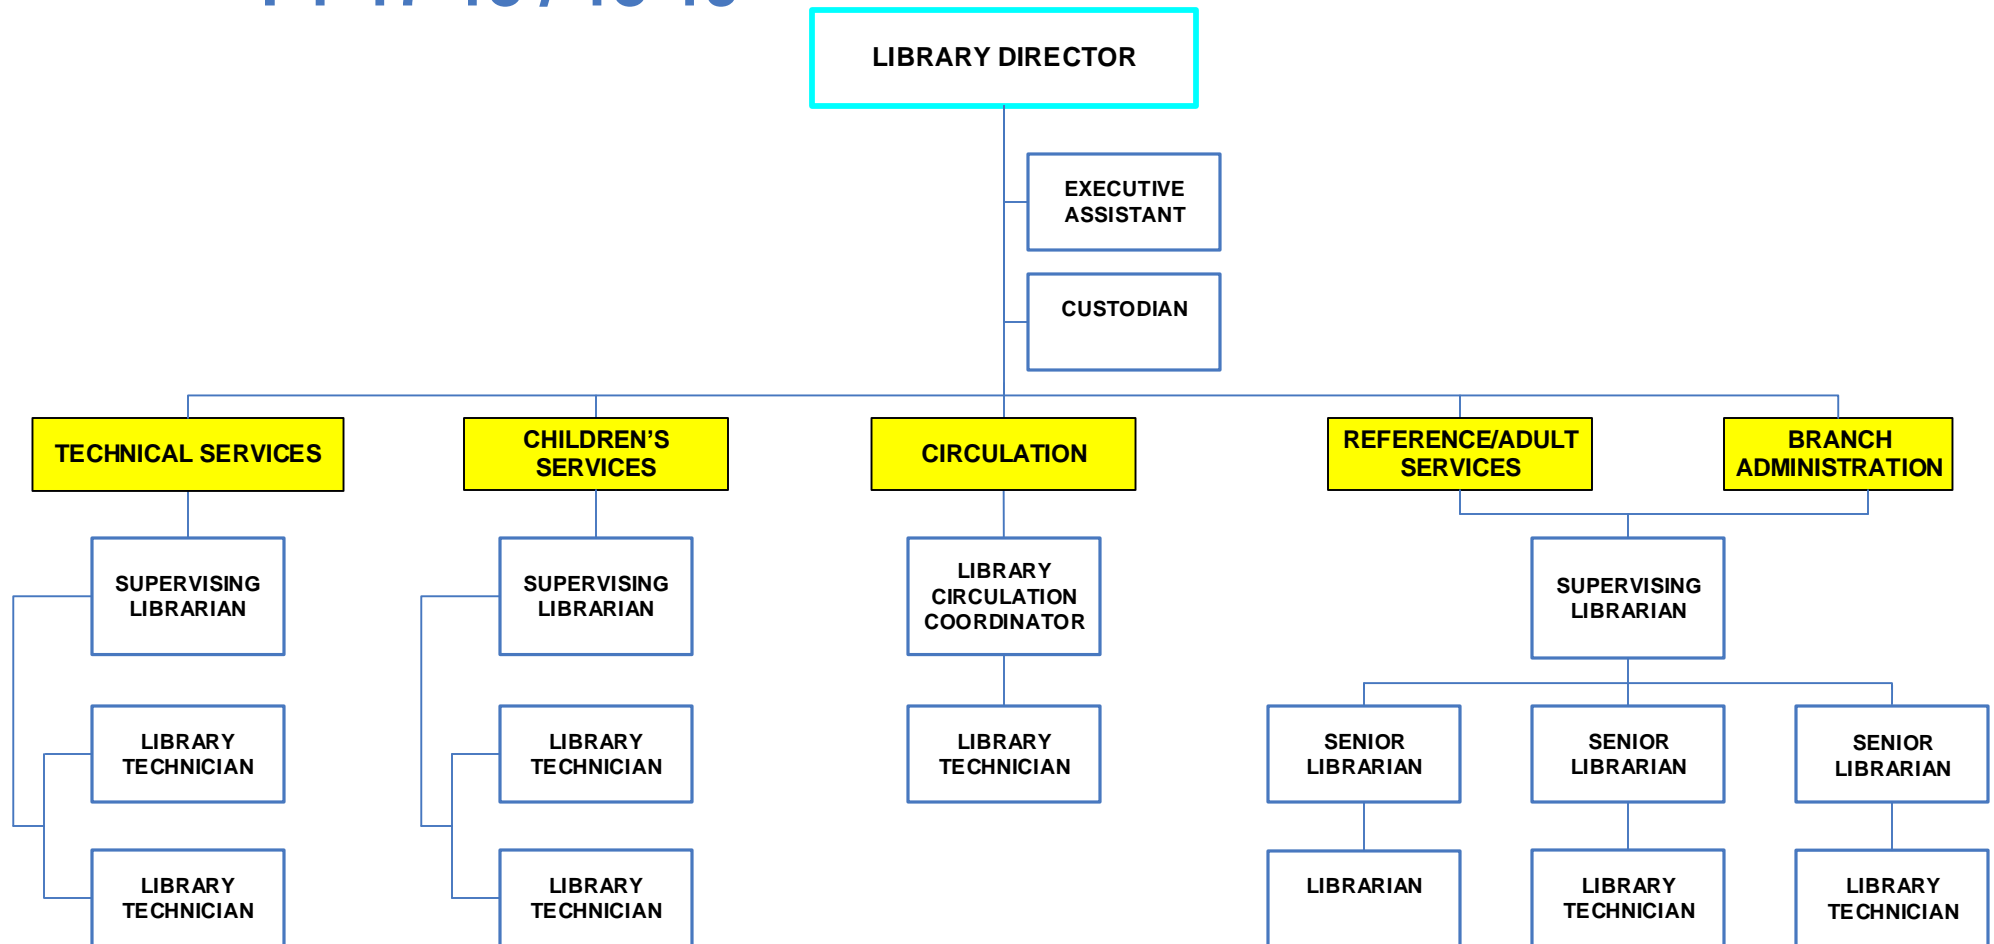 LIBRARY DIRECTOR
EXECUTIVE
ASSISTANT
CUSTODIAN
TECHNICAL SERVICES
CHILDREN’S
SERVICES
CIRCULATION
REFERENCE/ADULT
SERVICES
BRANCH
ADMINISTRATION
SUPERVISING
LIBRARIAN
SUPERVISING
LIBRARIAN
LIBRARY
CIRCULATION
COORDINATOR
SUPERVISING
LIBRARIAN
LIBRARY
TECHNICIAN
LIBRARY
TECHNICIAN
LIBRARY
TECHNICIAN
SENIOR
LIBRARIAN
SENIOR
LIBRARIAN
SENIOR
LIBRARIAN
LIBRARY
TECHNICIAN
LIBRARY
TECHNICIAN
LIBRARIAN
LIBRARY
TECHNICIAN
LIBRARY
TECHNICIAN